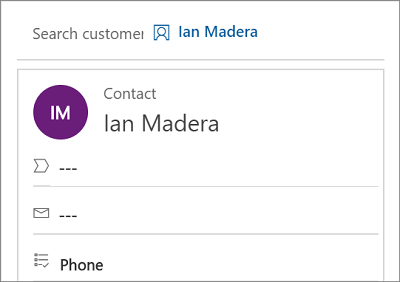 Search customer Ian Madera
Contact
IM
Ian Madera
---
---
Phone